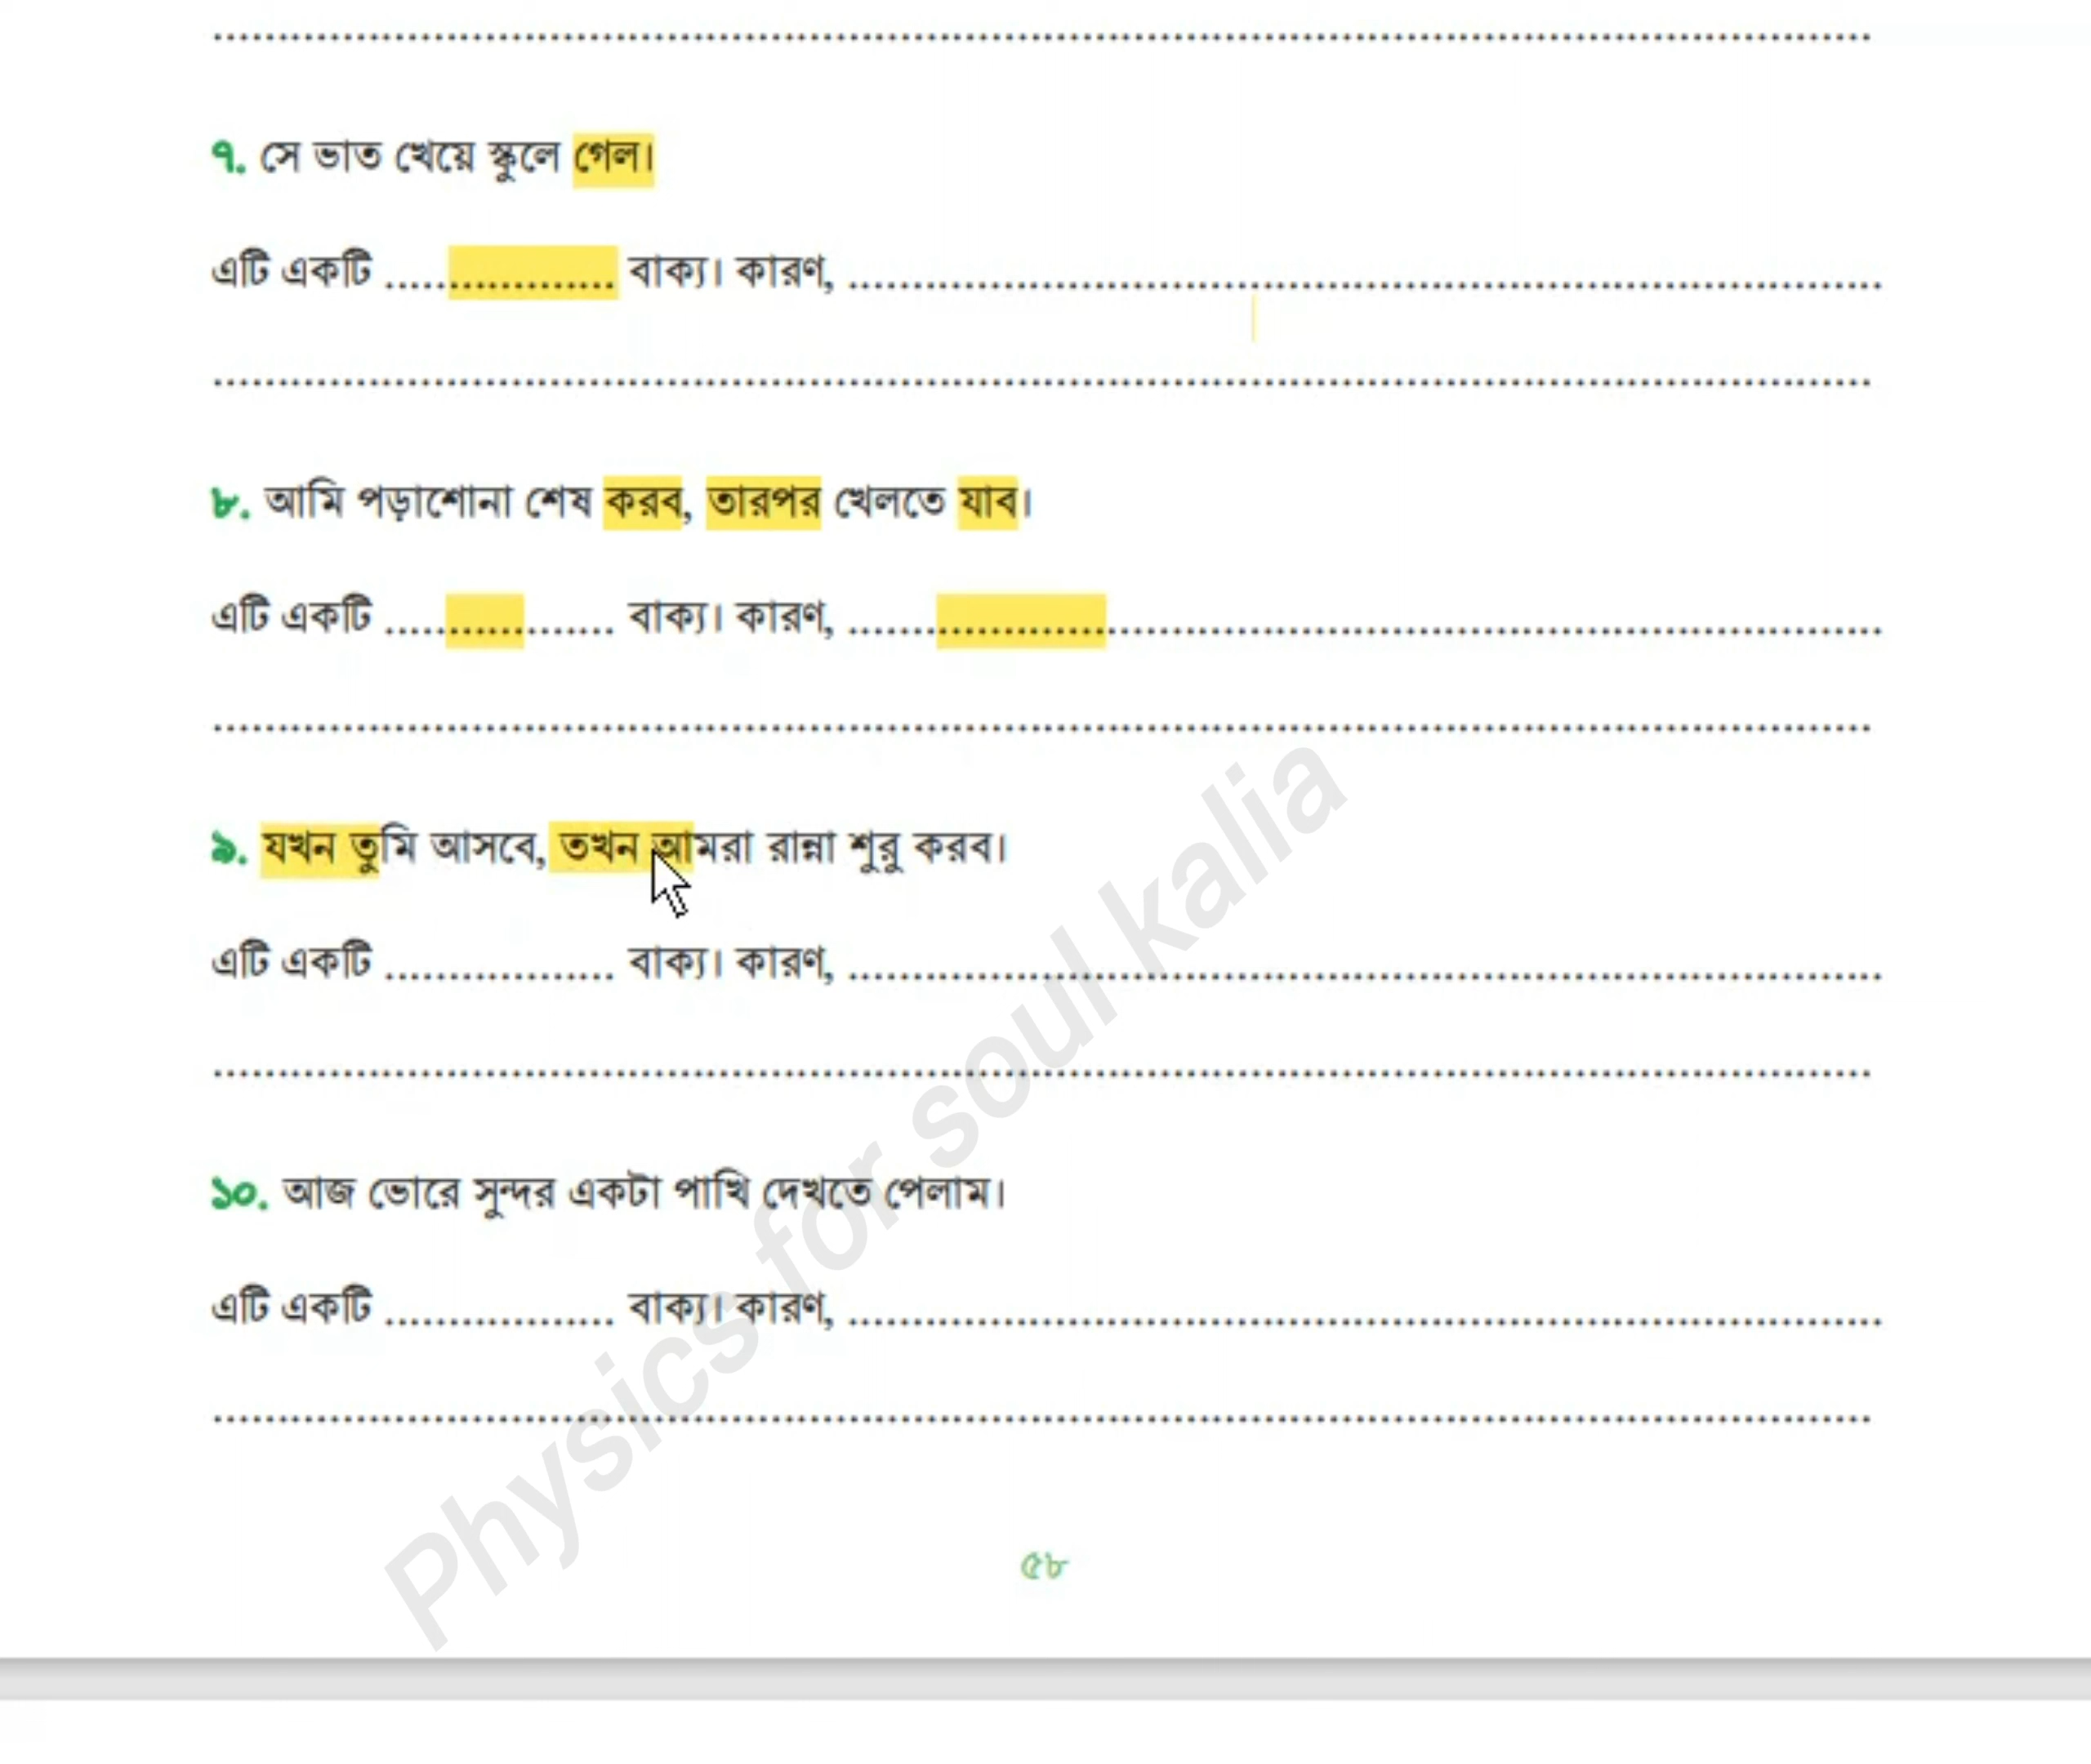 ................................................................................................................................
৭. সে ভাত খেয়ে স্কুলে গেল।
এটি একটি .................. বাক্য। কারণ, ................................................................................
................................................................................................................................
৮. আমি পড়াশোনা শেষ করব, তারপর খেলতে যাব।
এটি একটি .................. বাক্য। কারণ, ................................................................................
................................................................................................................................
৯. যখন তুমি আসবে, তখন আমরা রান্না শুরু করব।
এটি একটি .................. বাক্য। কারণ, ................................................................................
................................................................................................................................
১০. আজ ভোরে সুন্দর একটা পাখি দেখতে পেলাম।
এটি একটি .................. বাক্য। কারণ, ................................................................................
................................................................................................................................
Physics for soul kalia
৫৮